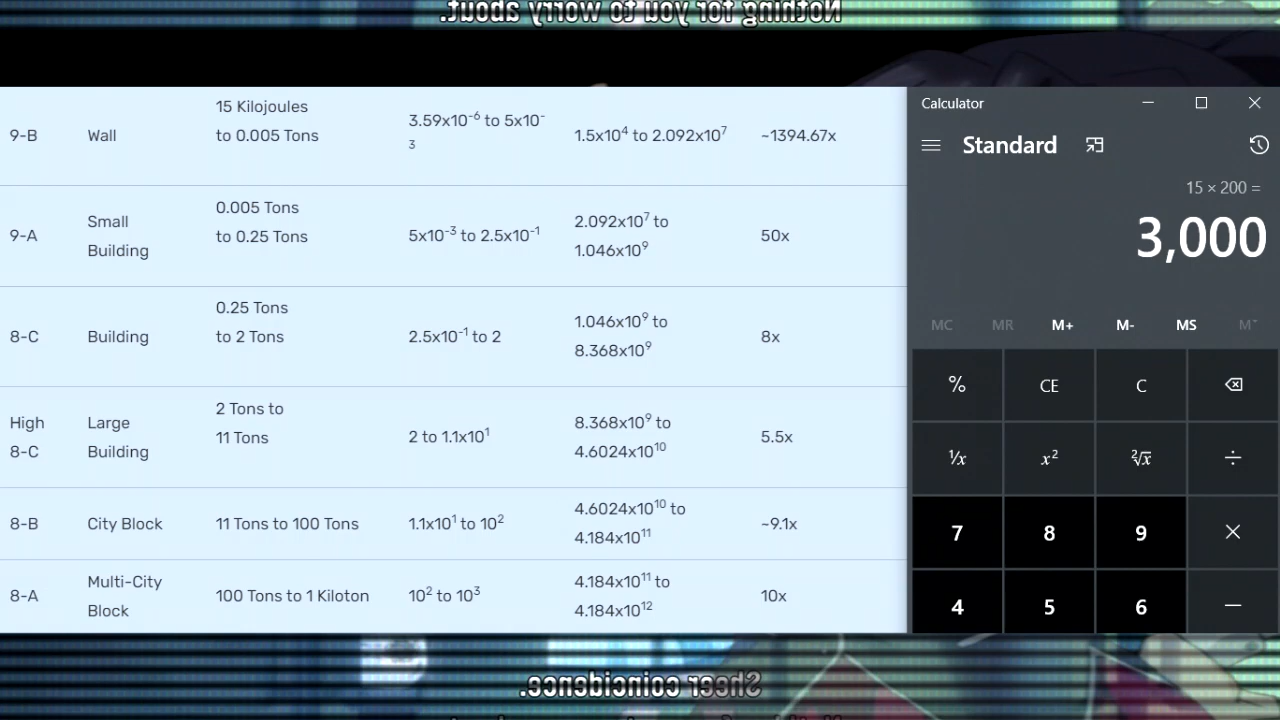 Nothing for you to worry about.
9-B Wall 15 Kilojoules to 0.005 Tons 3.59x10⁻⁶ to 5x10⁻³ 1.5x10⁴ to 2.092x10⁷ ~1394.67x
9-A Small Building 0.005 Tons to 0.25 Tons 5x10⁻³ to 2.5x10⁻¹ 2.092x10⁷ to 1.046x10⁹ 50x
8-C Building 0.25 Tons to 2 Tons 2.5x10⁻¹ to 2 1.046x10⁹ to 8.368x10⁹ 8x
High 8-C Large Building 2 Tons to 11 Tons 2 to 1.1x10¹ 8.368x10⁹ to 4.6024x10¹⁰ 5.5x
8-B City Block 11 Tons to 100 Tons 1.1x10¹ to 10² 4.6024x10¹⁰ to 4.184x10¹¹ ~9.1x
8-A Multi-City Block 100 Tons to 1 Kiloton 10² to 10³ 4.184x10¹¹ to 4.184x10¹² 10x
Calculator
Standard
15 × 200 =
3,000
MC MR M+ M- MS M˅
% CE C
¹/x x² ²√x ÷
7 8 9 ×
4 5 6 −
Sheer coincidence.